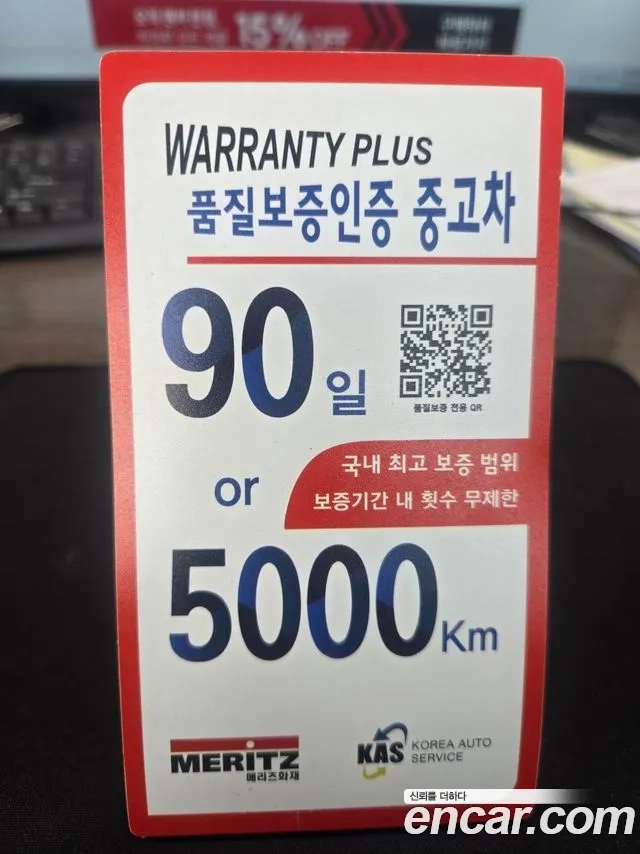 15% OFF
WARRANTY PLUS
품질보증인증 중고차
90일
품질보증 전용 QR
or
국내 최고 보증 범위
보증기간 내 횟수 무제한
5000Km
MERITZ
메리츠화재
KAS
KOREA AUTO
SERVICE
신뢰를 더하다
encar.com